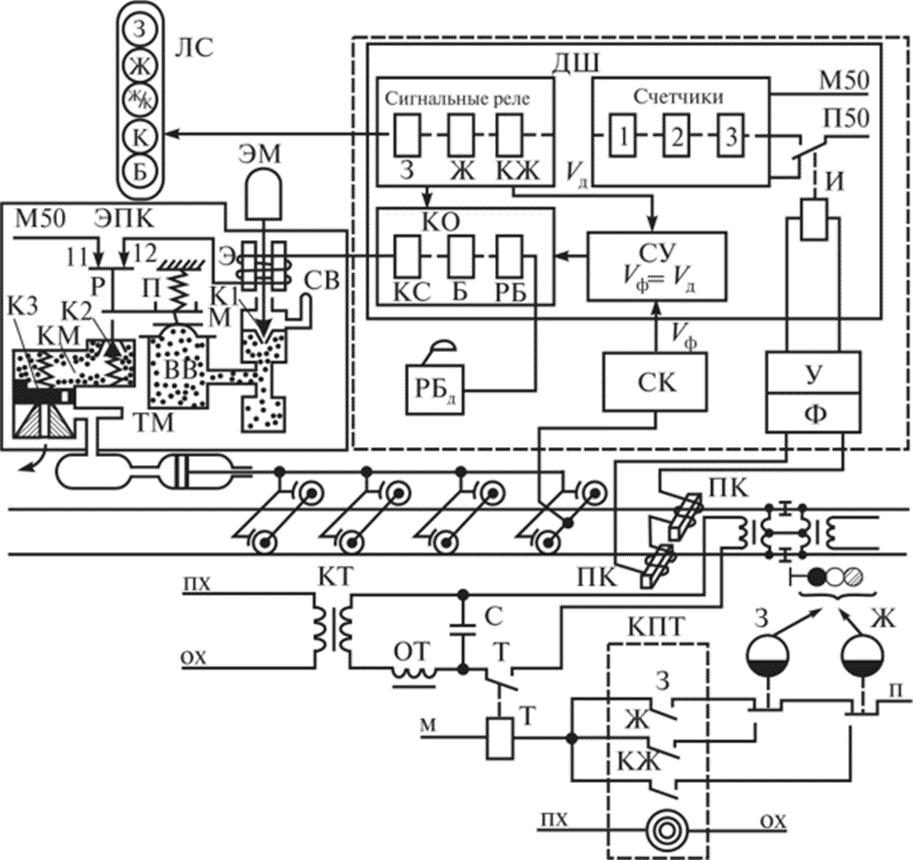 З
ЛС
Ж
Ж/К
К
Б
ЭМ
ДШ
Сигнальные реле
З Ж КЖ
Счетчики
1 2 3
М50
П50
И
Vд
КО
КС Б РБ
СУ
Vф= Vд
Vф
СК
РБд
У
Ф
М50 ЭПК
11 12
Э
СВ
Р П
К1
К3 К2 М
КМ
ВВ
ТМ
ПК
ПК
пх КТ
С
ох ОТ Т
КПТ
З Ж
З
п
Ж
м Т
КЖ
пх ох